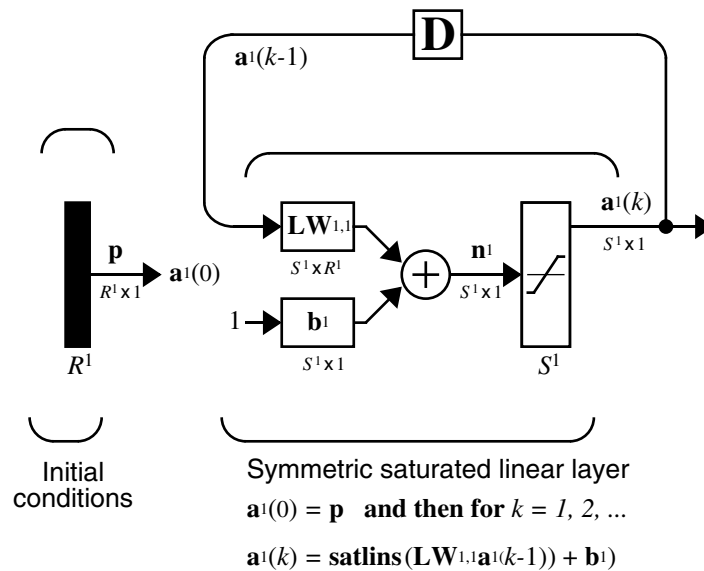 D
a¹(k-1)
p
R¹ x 1
a¹(0)
R¹
LW¹,¹
S¹ x R¹
1
b¹
S¹ x 1
n¹
S¹ x 1
a¹(k)
S¹ x 1
S¹
Initial
conditions
Symmetric saturated linear layer
a¹(0) = p and then for k = 1, 2, ...
a¹(k) = satlins (LW¹,¹a¹⁽(k-1)) + b¹)